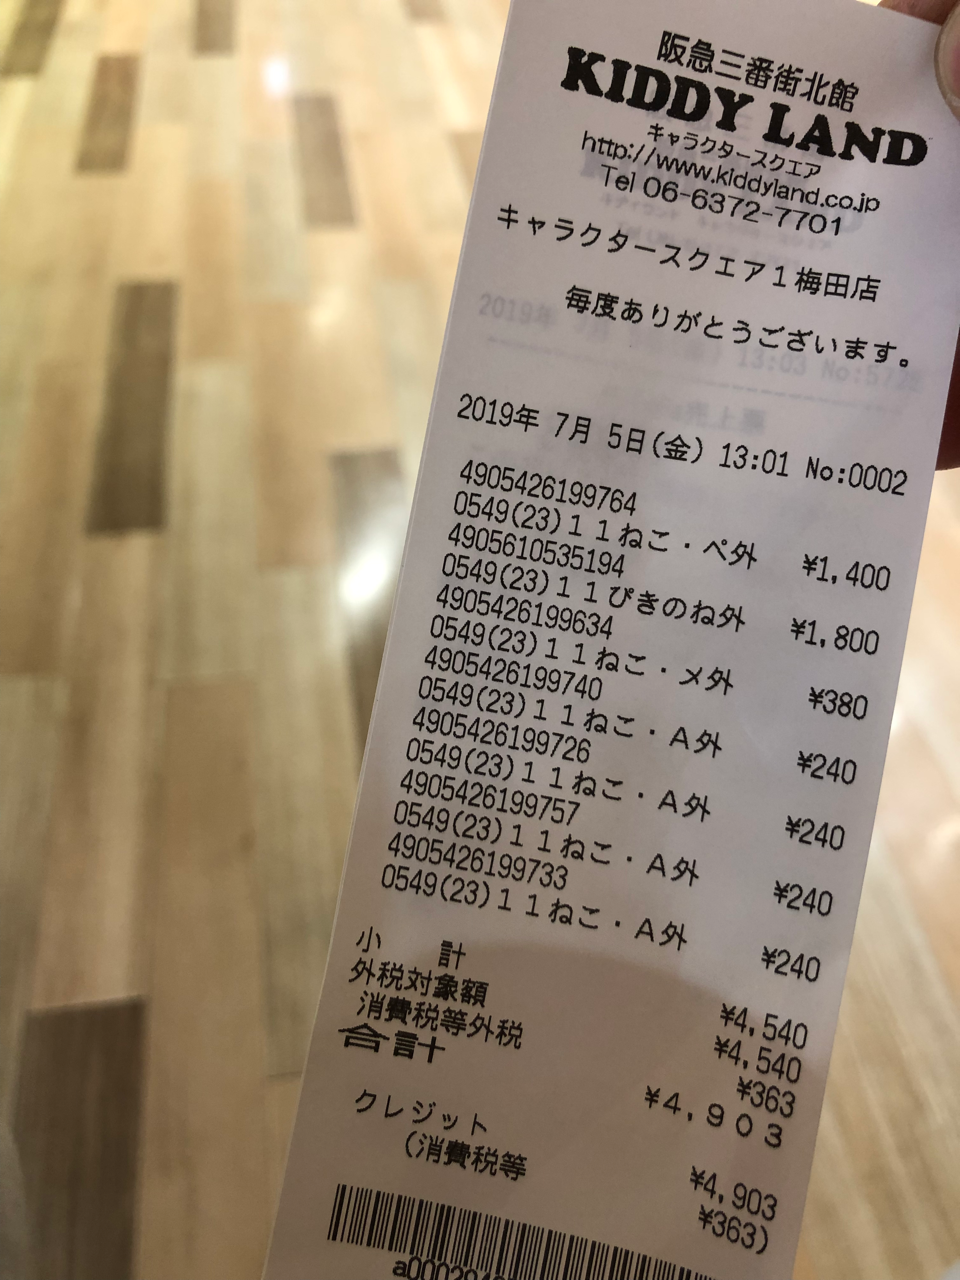 阪急三番街北館
KIDDY LAND
キャラクタースクエア
http://www.kiddyland.co.jp
Tel 06-6372-7701
キャラクタースクエア1梅田店
毎度ありがとうございます。
2019年 7月 5日(金) 13:01 No:0002
4905426199764
0549(23)11ねこ・ペ外 ¥1,400
4905610535194
0549(23)11ぴきのね外 ¥1,800
4905426199634
0549(23)11ねこ・メ外 ¥380
4905426199740
0549(23)11ねこ・A外 ¥240
4905426199726
0549(23)11ねこ・A外 ¥240
4905426199757
0549(23)11ねこ・A外 ¥240
4905426199733
0549(23)11ねこ・A外 ¥240
小 計 ¥4,540
外税対象額 ¥4,540
消費税等外税 ¥363
合計 ¥4,903
クレジット ¥4,903
(消費税等 ¥363)